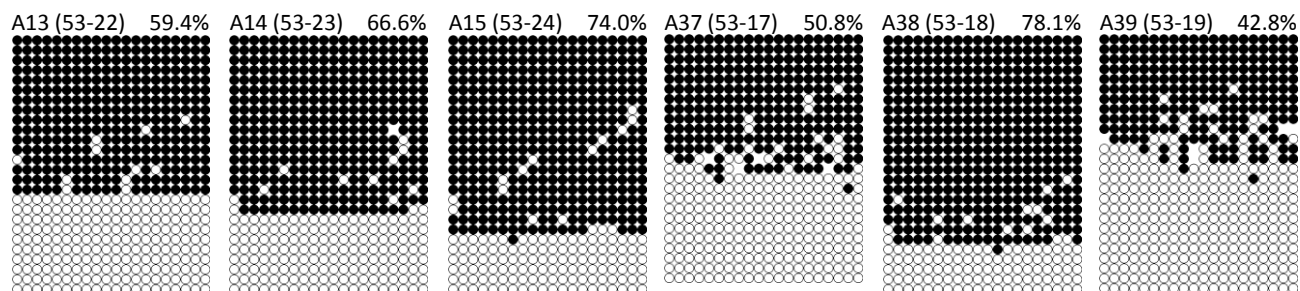 A13 (53-22) 59.4%
A14 (53-23) 66.6%
A15 (53-24) 74.0%
A37 (53-17) 50.8%
A38 (53-18) 78.1%
A39 (53-19) 42.8%